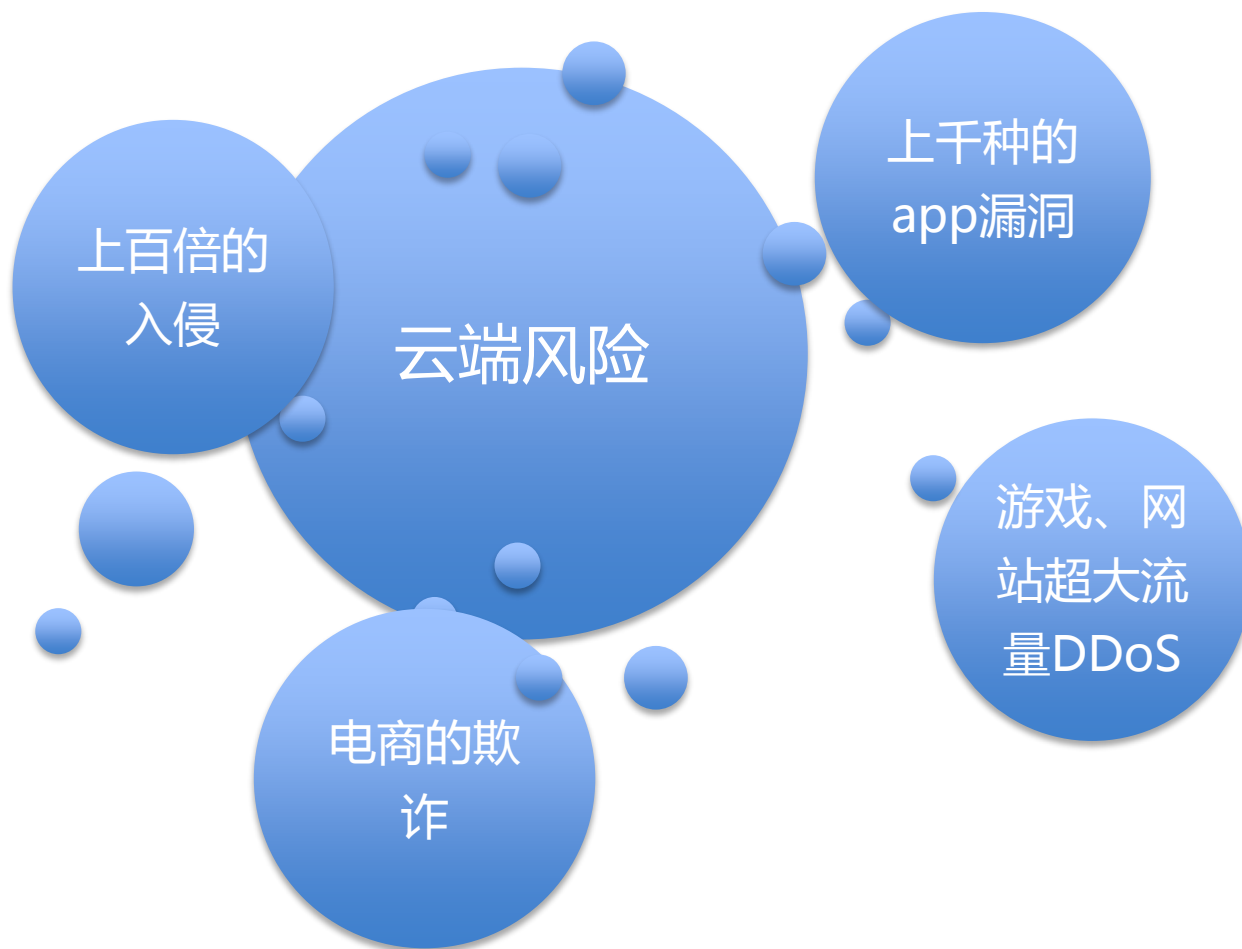 上千种的
app漏洞
上百倍的
入侵
云端风险
游戏、网
站超大流
量DDoS
电商的欺
诈